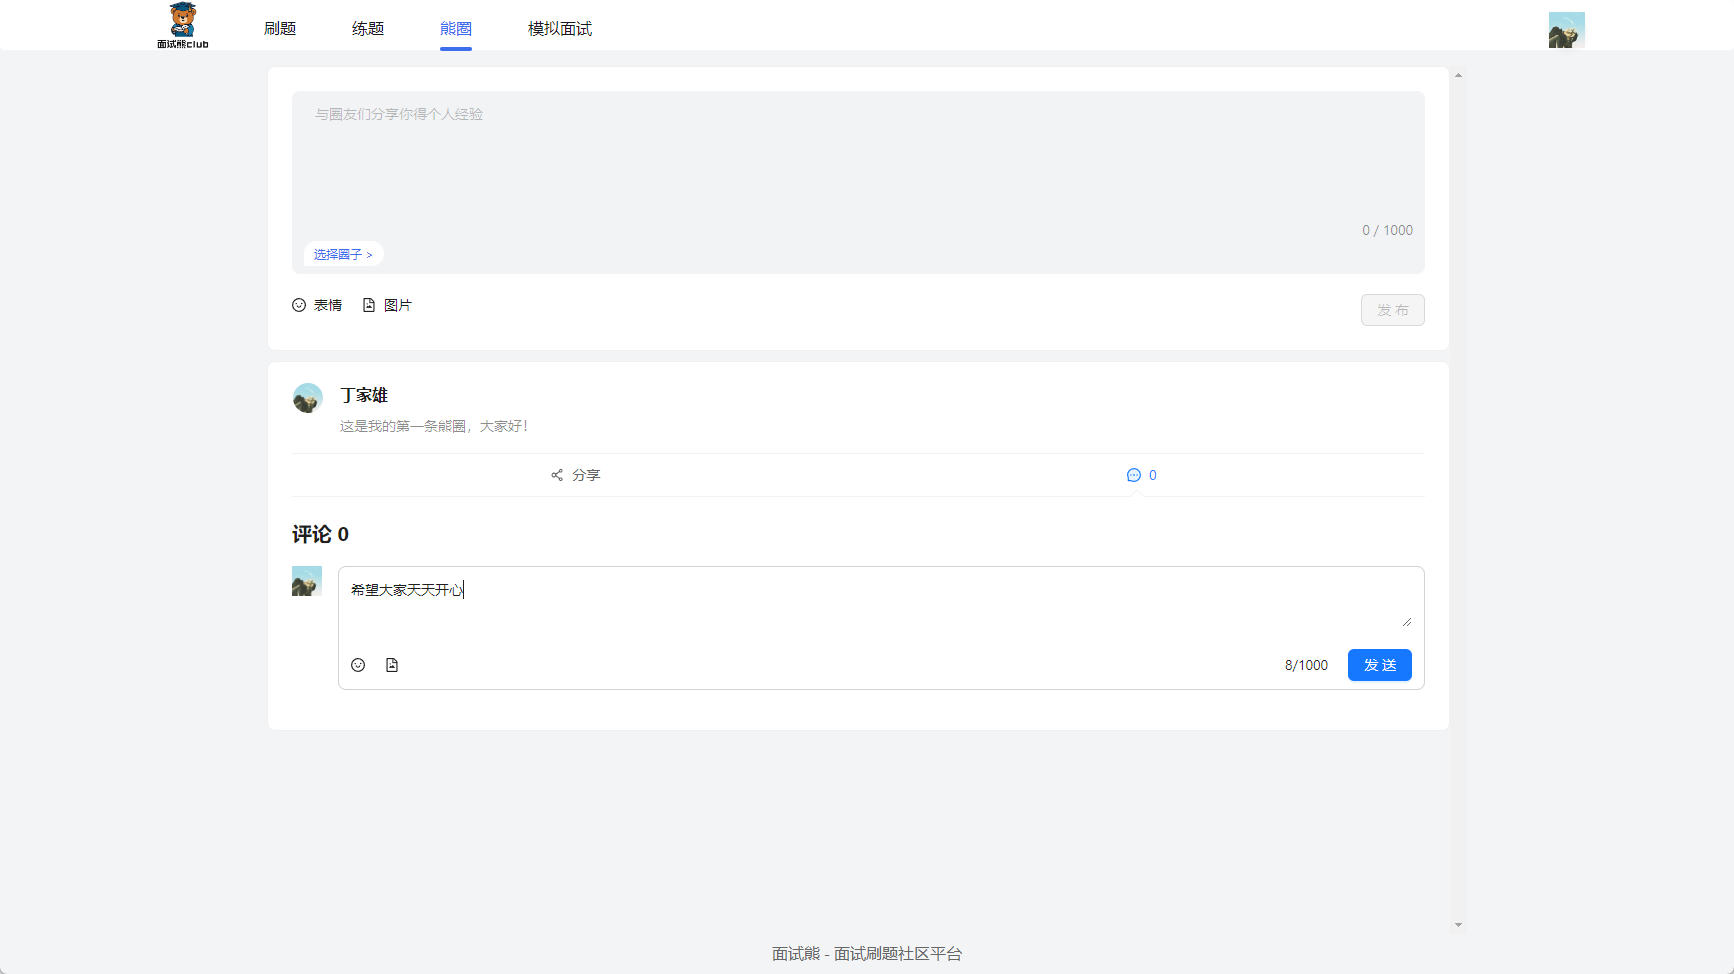 面试熊club
刷题 练题 熊圈 模拟面试
与圈友们分享你得个人经验
0 / 1000
选择圈子 >
表情 图片 发布
丁家雄
这是我的第一条熊圈，大家好！
分享 0
评论 0
希望大家天天开心
8/1000 发送
面试熊 - 面试刷题社区平台